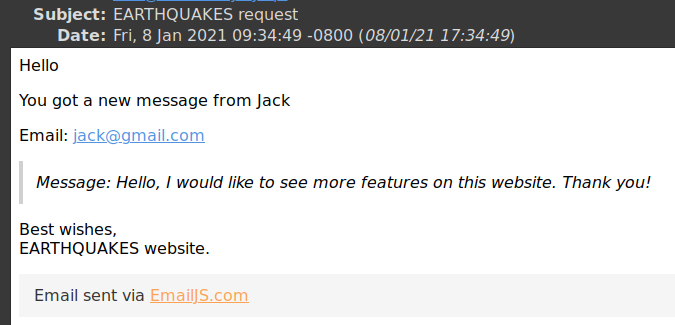 Subject: EARTHQUAKES request
Date: Fri, 8 Jan 2021 09:34:49 -0800 (08/01/21 17:34:49)
Hello
You got a new message from Jack
Email: jack@gmail.com
Message: Hello, I would like to see more features on this website. Thank you!
Best wishes,
EARTHQUAKES website.
Email sent via EmailJS.com